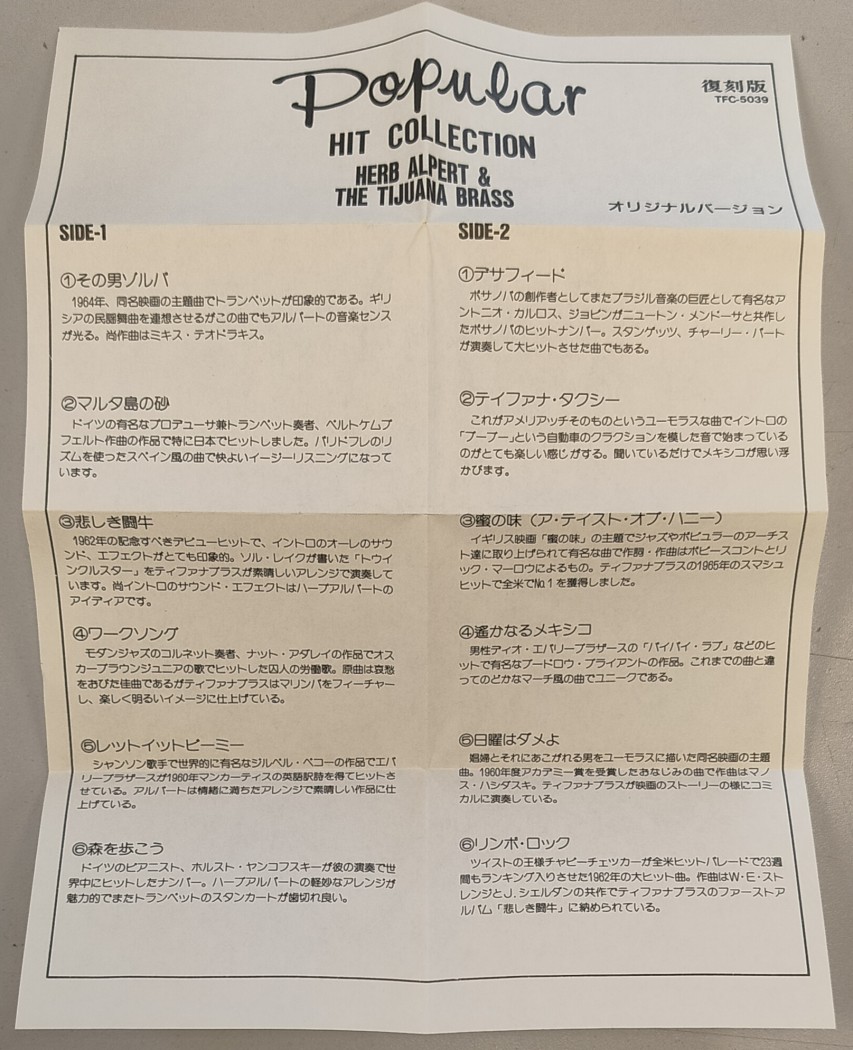 Popular
HIT COLLECTION
HERB ALPERT &
THE TIJUANA BRASS
復刻版
TFC-5039
オリジナルバージョン
SIDE-1
①その男ゾルバ
1964年、同名映画の主題曲でトランペットが印象的である。ギリ
シアの民謡舞曲を連想させるがこの曲でもアルパートの音楽センス
が光る。尚作曲はミキス・テオドラキス。
②マルタ島の砂
ドイツの有名なプロデューサ兼トランペット奏者、ベルトケムプ
フェルト作曲の作品で特に日本でヒットしました。バリドフレのリ
ズムを使ったスペイン風の曲で快よいイージーリスニングになって
います。
③悲しき闘牛
1962年の記念すべきデビューヒットで、イントロのオーレのサウ
ンド、エフェクトがとても印象的。ソル・レイクが書いた「トウイ
ンクルスター」をティファナブラスが素晴しいアレンジで演奏して
います。尚イントロのサウンド・エフェクトはハーブアルパートの
アイディアです。
④ワークソング
モダンジャズのコルネット奏者、ナット・アダレイの作品でオス
カーブラウンジュニアの歌でヒットした囚人の労働歌。原曲は哀愁
をおびた佳曲であるがティファナブラスはマリンバをフィーチャー
し、楽しく明るいイメージに仕上げている。
⑤レットイットビーミー
シャンソン歌手で世界的に有名なジルベル・ベコーの作品でエバ
リーブラザースが1960年マンカーティスの英語訳詩を得てヒットさ
せている。アルパートは情緒に満ちたアレンジで素晴しい作品に仕
上げている。
⑥森を歩こう
ドイツのピアニスト、ホルスト・ヤンコフスキーが彼の演奏で世
界中にヒットしたナンバー。ハーブアルパートの軽妙なアレンジが
魅力的でまたトランペットのスタンカートが歯切れ良い。
SIDE-2
①デサフィード
ボサノバの創作者としてまたブラジル音楽の巨匠として有名なア
ントニオ・カルロス、ジョビンがニュートン・メンドーサと共作し
たボサノバのヒットナンバー。スタンゲッツ、チャーリー・バート
が演奏して大ヒットさせた曲でもある。
②ティファナ・タクシー
これがアメリアッチそのものというユーモラスな曲でイントロの
「ブーブー」という自動車のクラクションを模した音で始まっている
のがとても楽しい感じがする。聞いているだけでメキシコが思い浮
かびます。
③蜜の味（ア・テイスト・オブ・ハニー）
イギリス映画「蜜の味」の主題でジャズやポピュラーのアーチス
ト達に取り上げられて有名な曲で作詞・作曲はボビースコントとリ
ック・マーロウによるもの。ティファナブラスの1965年のスマシュ
ヒットで全米でNo.1を獲得しました。
④遙かなるメキシコ
男性ディオ・エバリーブラザースの「バイバイ・ラブ」などのヒ
ットで有名なブードロウ・ブライアントの作品。これまでの曲と違
ってのどかなマーチ風の曲でユニークである。
⑤日曜はダメよ
娼婦とそれにあこがれる男をユーモラスに描いた同名映画の主題
曲。1960年度アカデミー賞を受賞したおなじみの曲で作曲はマノ
ス・ハシダスキ。ティファナブラスが映画のストーリーの様にコミ
カルに演奏している。
⑥リンボ・ロック
ツイストの王様チャビーチェッカーが全米ヒットパレードで23週
間もランキング入りさせた1962年の大ヒット曲。作曲はW・E・スト
レンジとJ.シェルダンの共作でティファナブラスのファーストア
ルバム「悲しき闘牛」に納められている。